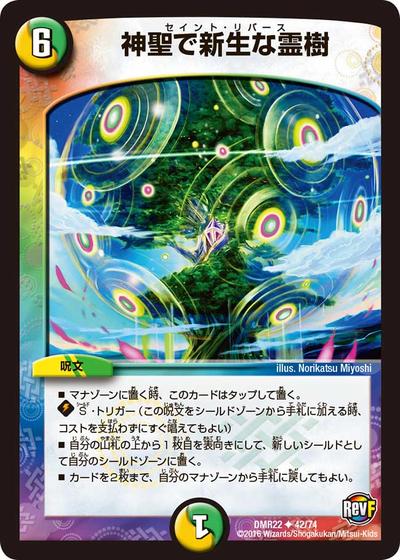 セイント・リバース
6
神聖で新生な霊樹
illus. Norikatsu Miyoshi
呪文
■ マナゾーンに置く時、このカードはタップして置く。
S・トリガー(この呪文をシールドゾーンから手札に加える時、
コストを支払わずにすぐ唱えてもよい)
■ 自分の山札の上から1枚目を裏向きにして、新しいシールドとし
て自分のシールドゾーンに置く。
■ カードを2枚まで、自分のマナゾーンから手札に戻してもよい。
1
RevF
DMR22 ◆ 42/74
©2016 Wizards/Shogakukan/Mitsui-Kids